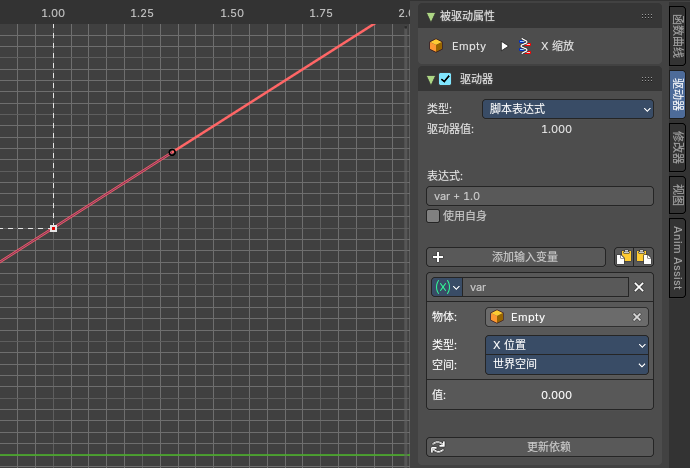 1.00 1.25 1.50 1.75 2.0
被驱动属性
Empty X 缩放
驱动器
类型: 脚本表达式
驱动器值: 1.000
表达式:
var + 1.0
使用自身
添加输入变量
(X) var
物体: Empty
类型: X 位置
空间: 世界空间
值: 0.000
更新依赖
函数曲线
驱动器
修改器
视图
Anim Assist